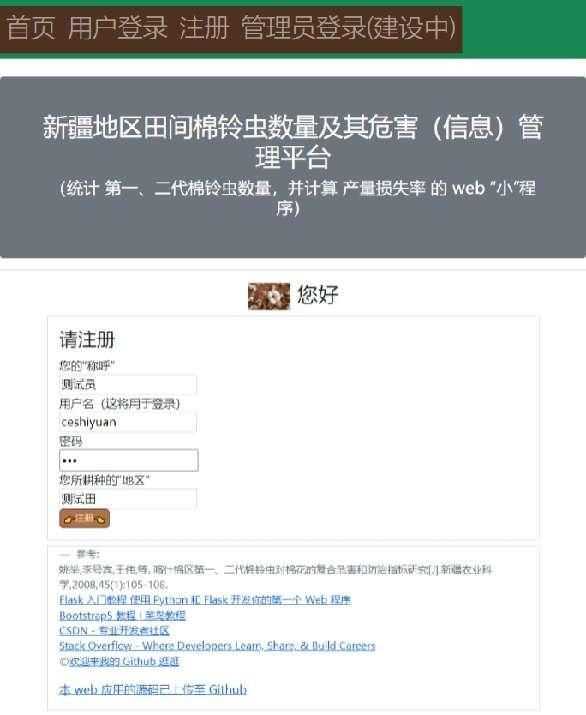 首页 用户登录 注册 管理员登录(建设中)
新疆地区田间棉铃虫数量及其危害（信息）管
理平台
（统计 第一、二代棉铃虫数量，并计算 产量损失率 的 web “小”程
序）
您好
请注册
您的“称呼”
测试员
用户名（这将用于登录）
ceshiyuan
密码
•••
您所耕种的“地区”
测试田
注册
— 参考:
姚举,李号宾,王伟,等. 喀什棉区第一、二代棉铃虫对棉花的复合危害和防治指标研究[J].新疆农业科
学,2008,45(1):105-108.
Flask 入门教程 使用 Python 和 Flask 开发你的第一个 Web 程序
Bootstrap5 教程 | 菜鸟教程
CSDN - 专业开发者社区
Stack Overflow - Where Developers Learn, Share, & Build Careers
©欢迎来我的 Github 逛逛
本 web 应用的源码已上传至 Github